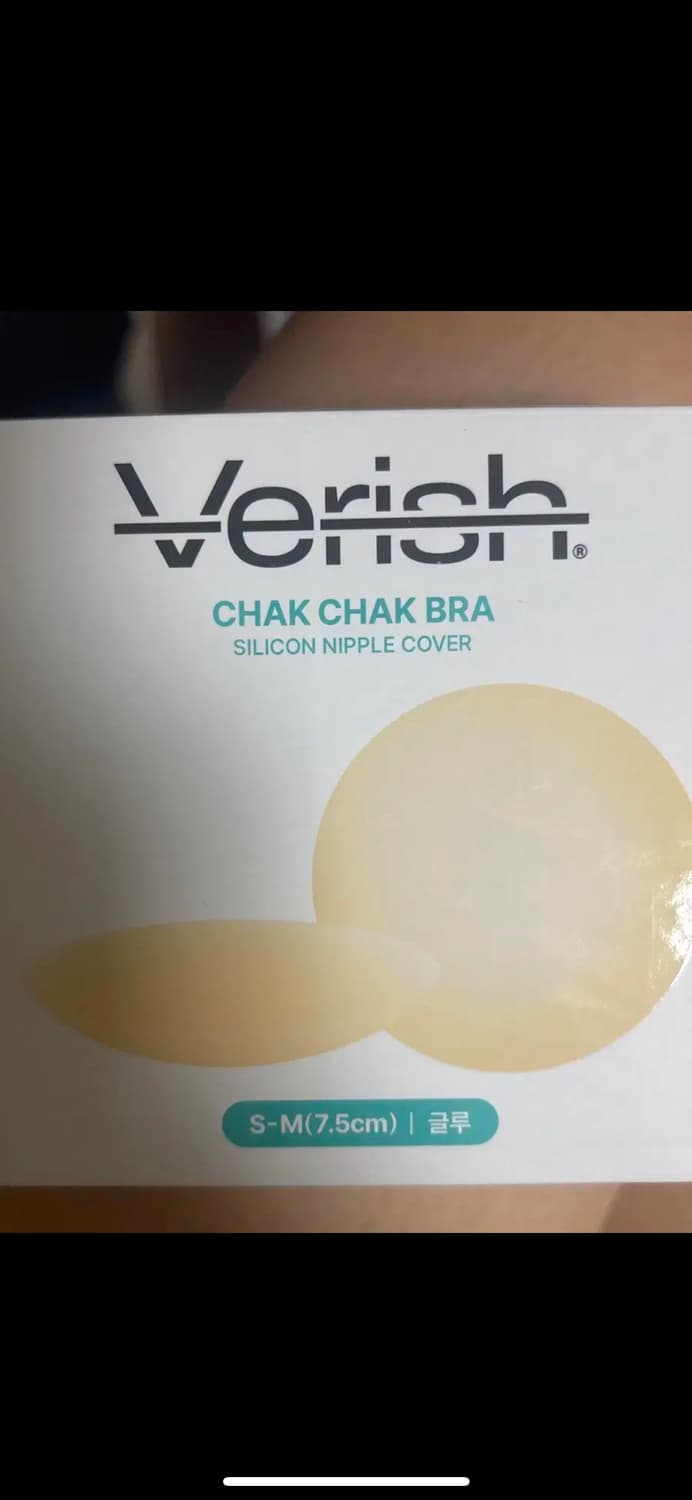 Verish®
CHAK CHAK BRA
SILICON NIPPLE COVER
S-M(7.5cm) | 글루